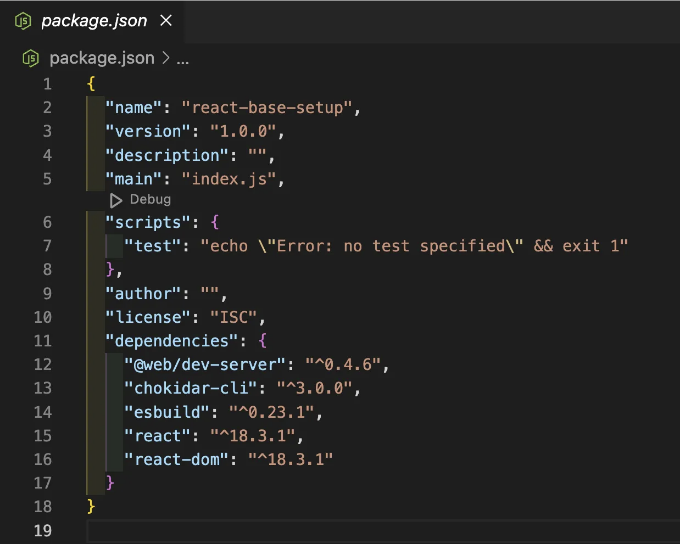 package.json ×
package.json > ...
1 {
2 "name": "react-base-setup",
3 "version": "1.0.0",
4 "description": "",
5 "main": "index.js",
Debug
6 "scripts": {
7 "test": "echo \"Error: no test specified\" && exit 1"
8 },
9 "author": "",
10 "license": "ISC",
11 "dependencies": {
12 "@web/dev-server": "^0.4.6",
13 "chokidar-cli": "^3.0.0",
14 "esbuild": "^0.23.1",
15 "react": "^18.3.1",
16 "react-dom": "^18.3.1"
17 }
18 }
19